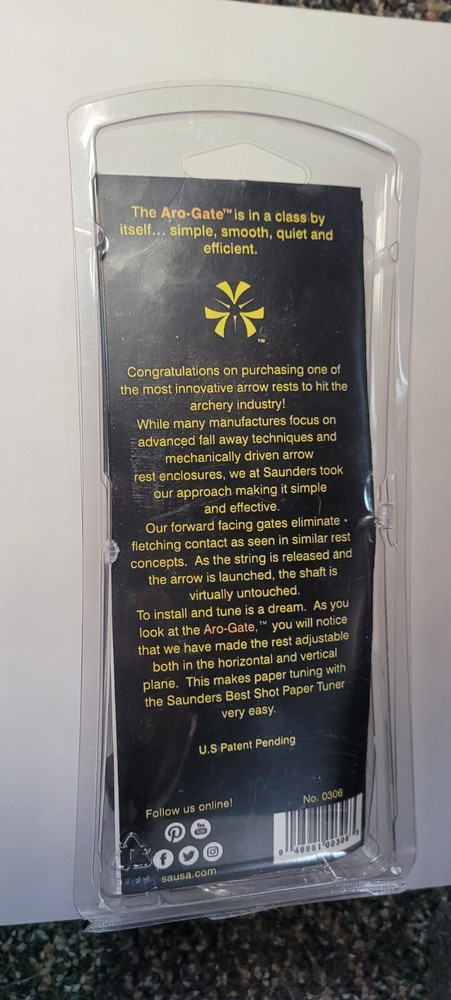 The Aro-Gate™ is in a class by
itself... simple, smooth, quiet and
efficient.
™
Congratulations on purchasing one of
the most innovative arrow rests to hit the
archery industry!
While many manufactures focus on
advanced fall away techniques and
mechanically driven arrow
rest enclosures, we at Saunders took
our approach making it simple
and effective.
Our forward facing gates eliminate
fletching contact as seen in similar rest
concepts. As the string is released and
the arrow is launched, the shaft is
virtually untouched.
To install and tune is a dream. As you
look at the Aro-Gate,™ you will notice
that we have made the rest adjustable
both in the horizontal and vertical
plane. This makes paper tuning with
the Saunders Best Shot Paper Tuner
very easy.
U.S Patent Pending
Follow us online!
No. 0306
You
Tube
sausa.com